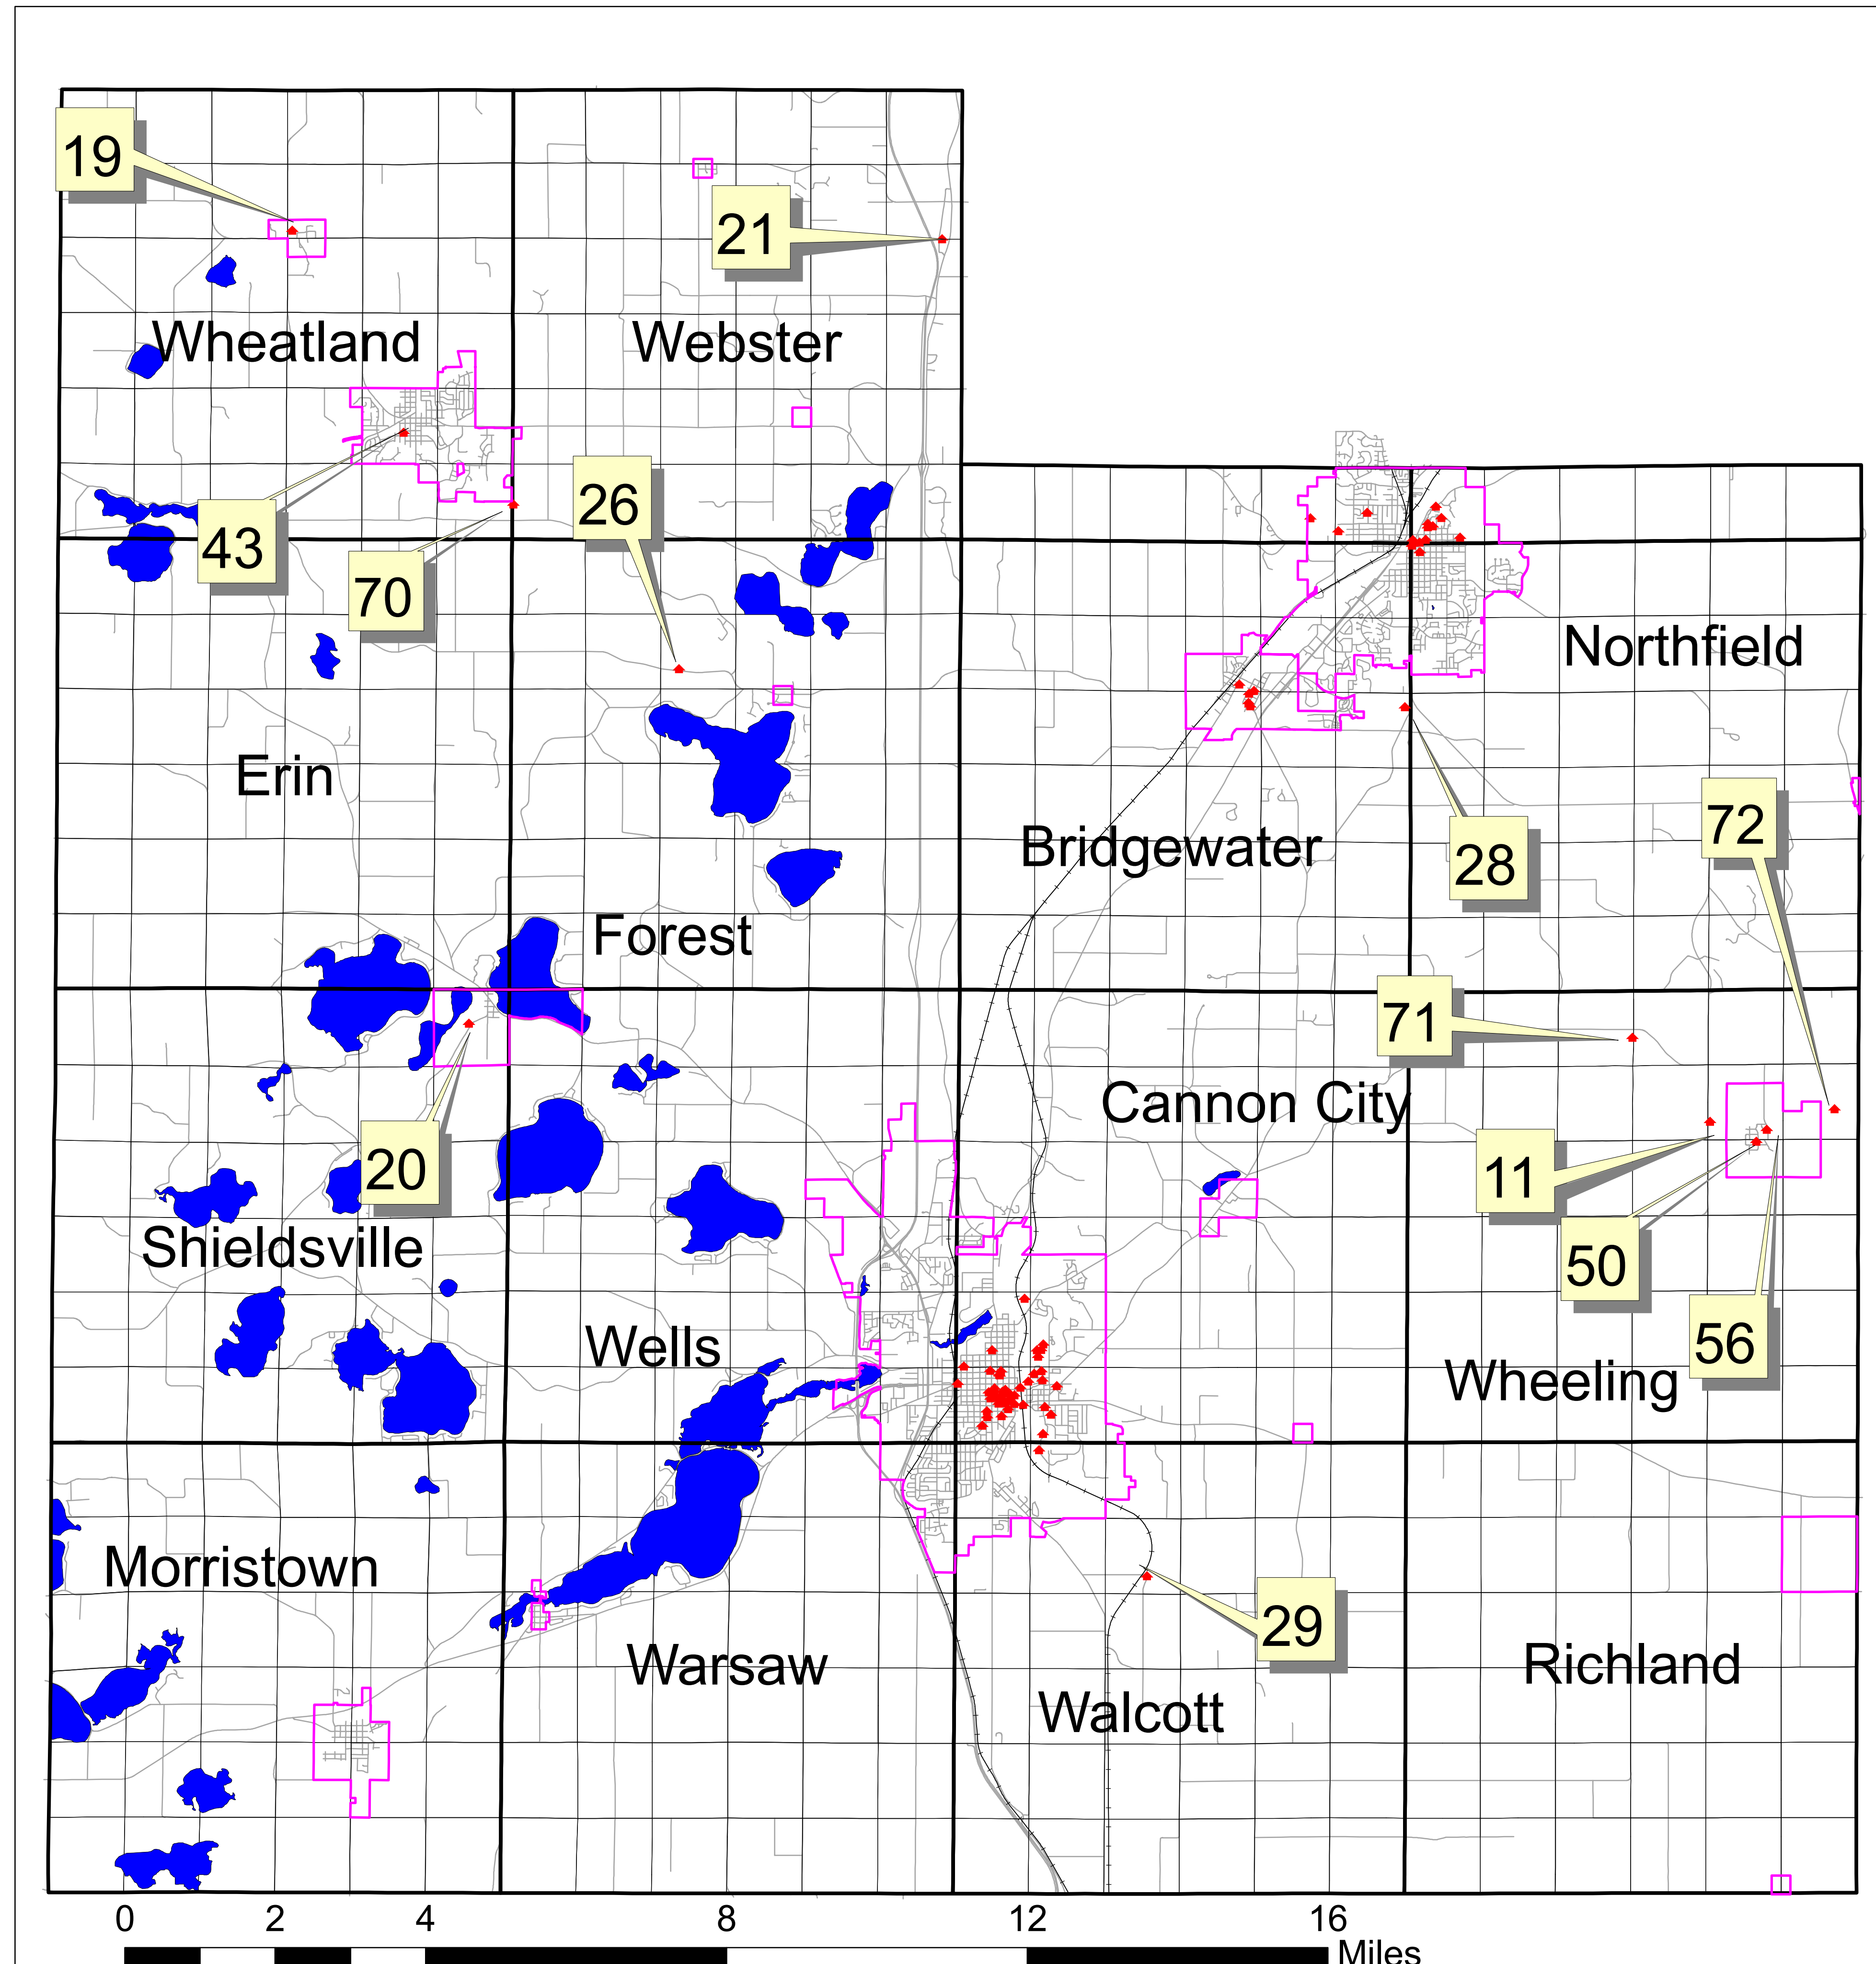 19
21
Wheatland
Webster
26
43
70
Northfield
Erin
72
Bridgewater
28
Forest
71
Cannon City
11
20
Shieldsville
50
Wells
56
Wheeling
Morristown
29
Warsaw
Richland
Walcott
0 2 4 8 12 16
Miles